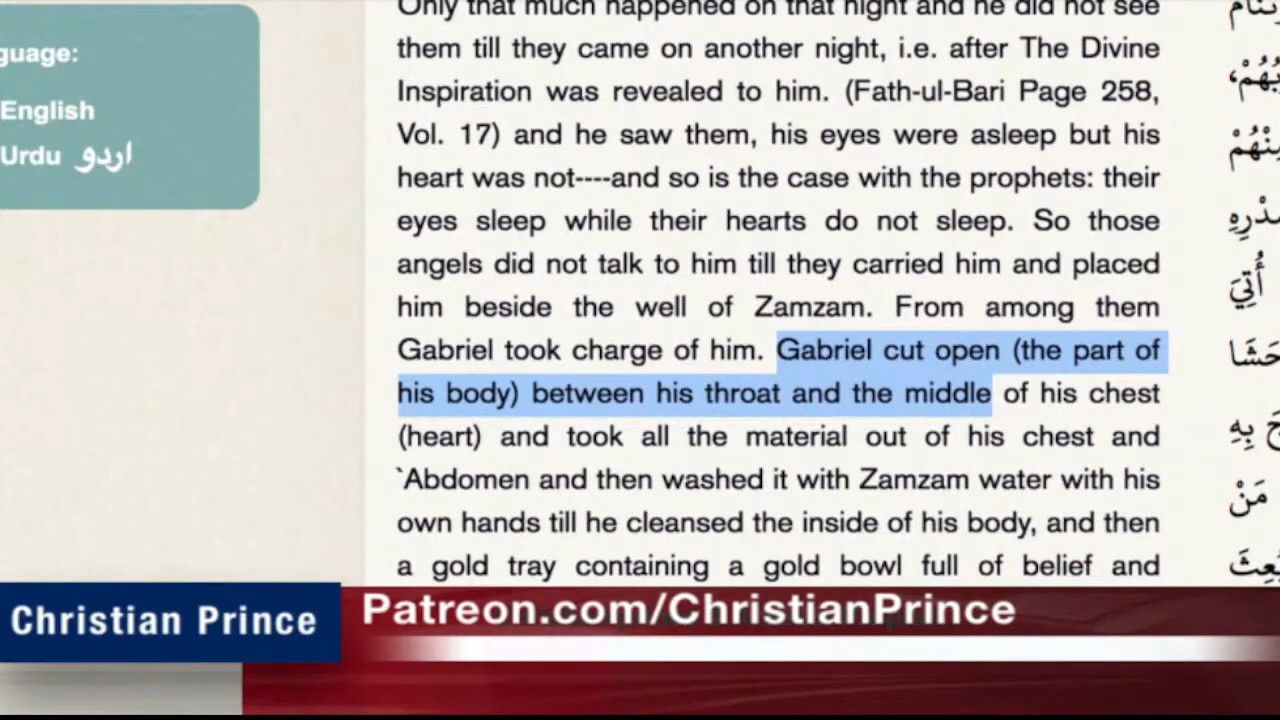 guage:
English
Urdu اردو
Only that much happened on that night and he did not see
them till they came on another night, i.e. after The Divine
Inspiration was revealed to him. (Fath-ul-Bari Page 258,
Vol. 17) and he saw them, his eyes were asleep but his
heart was not----and so is the case with the prophets: their
eyes sleep while their hearts do not sleep. So those
angels did not talk to him till they carried him and placed
him beside the well of Zamzam. From among them
Gabriel took charge of him. Gabriel cut open (the part of
his body) between his throat and the middle of his chest
(heart) and took all the material out of his chest and
`Abdomen and then washed it with Zamzam water with his
own hands till he cleansed the inside of his body, and then
a gold tray containing a gold bowl full of belief and
أُتِيَ
بِهِ
مَنْ
Christian Prince
Patreon.com/ChristianPrince